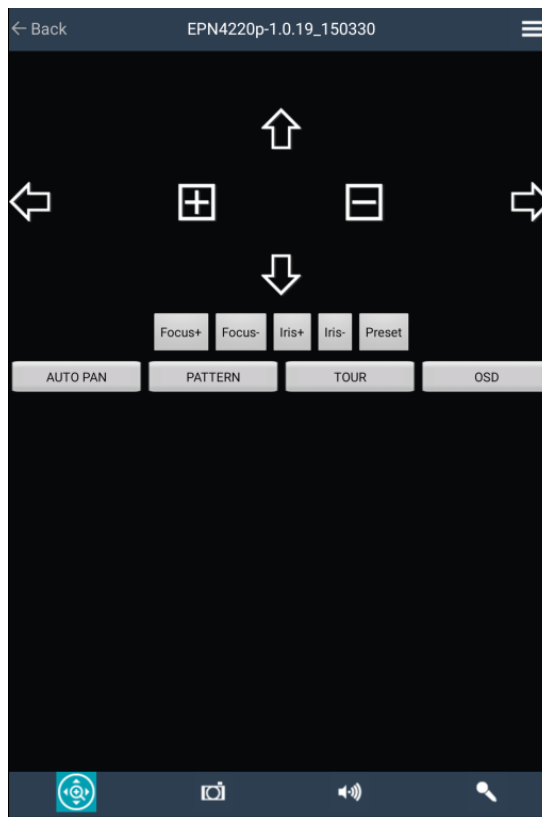 ← Back EPN4220p-1.0.19_150330
Focus+ Focus- Iris+ Iris- Preset
AUTO PAN PATTERN TOUR OSD